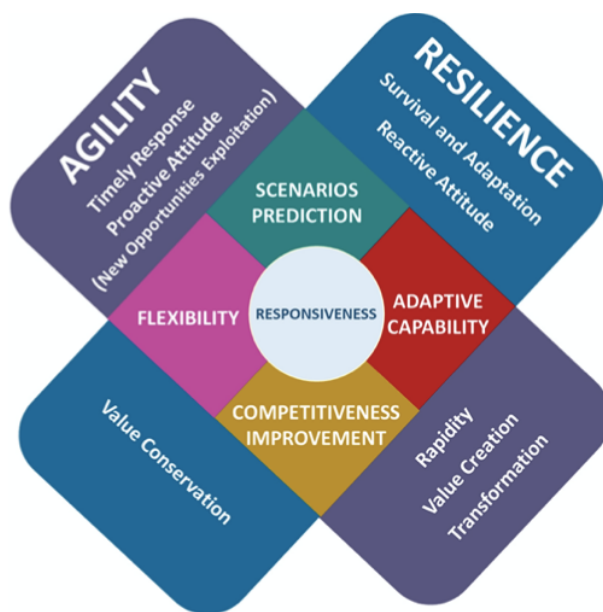 AGILITY
Timely Response
Proactive Attitude
(New Opportunities Exploitation)
RESILIENCE
Survival and Adaptation
Reactive Attitude
SCENARIOS
PREDICTION
FLEXIBILITY
RESPONSIVENESS
ADAPTIVE
CAPABILITY
COMPETITIVENESS
IMPROVEMENT
Value Conservation
Rapidity
Value Creation
Transformation